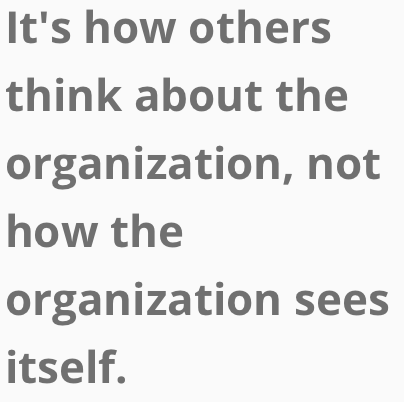 It's how others
think about the
organization, not
how the
organization sees
itself.